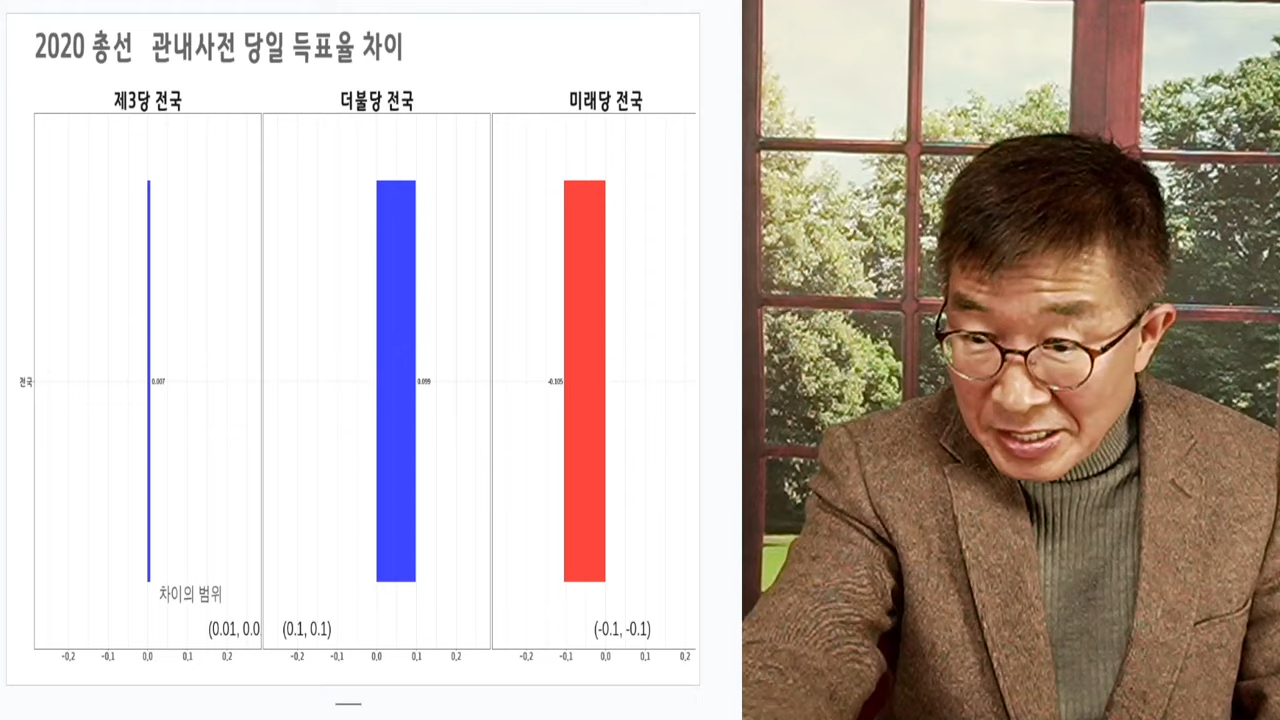 2020 총선 관내사전 당일 득표율 차이
제3당 전국 더불당 전국 미래당 전국
전국 0.007 0.099 -0.105
차이의 범위
(0.01, 0.0 (0.1, 0.1) (-0.1, -0.1)
-0,2 -0,1 0,0 0,1 0,2 -0,2 -0,1 0,0 0,1 0,2 -0,2 -0,1 0,0 0,1 0,2